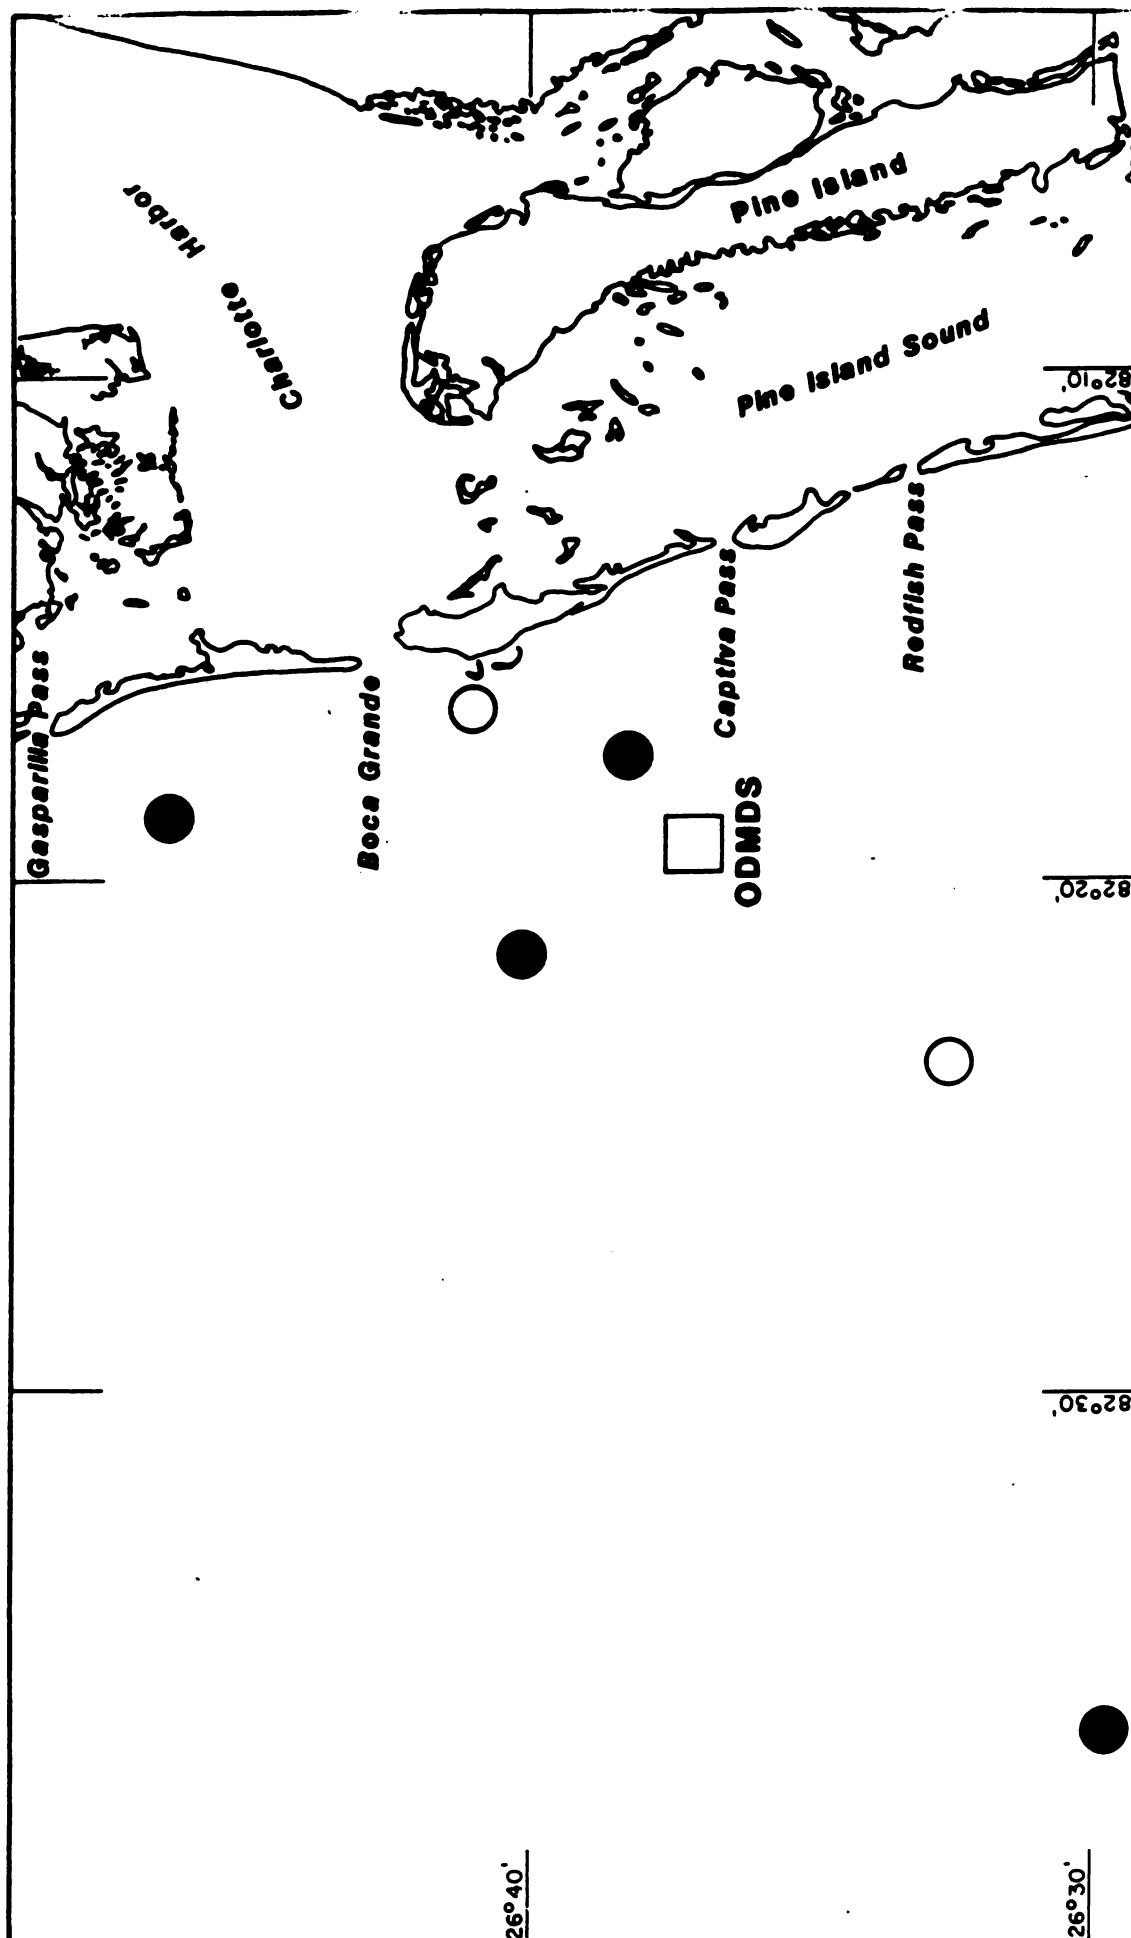 Charlotte Harbor
Pine Island
Pine Island Sound
82°10'
Gasparilla Pass
Boca Grande
Captiva Pass
Redfish Pass
ODMDS
82°20'
82°30'
26°40'
26°30'